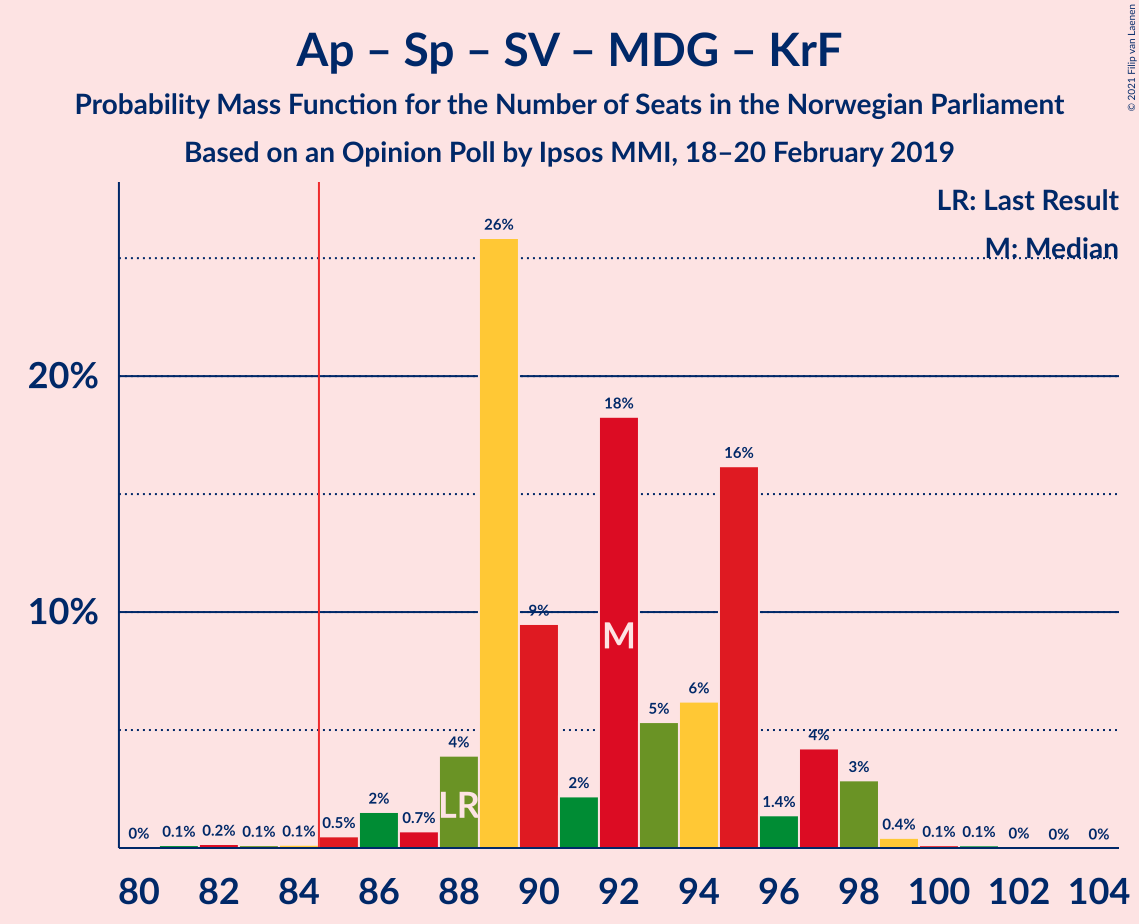 Ap – Sp – SV – MDG – KrF
Probability Mass Function for the Number of Seats in the Norwegian Parliament
Based on an Opinion Poll by Ipsos MMI, 18–20 February 2019
© 2021 Filip van Laenen
LR: Last Result
M: Median
20%
10%
0% 0.1% 0.2% 0.1% 0.1% 0.5% 2% 0.7% 4% 26% 9% 2% 18% 5% 6% 16% 1.4% 4% 3% 0.4% 0.1% 0.1% 0% 0% 0%
LR M
80 82 84 86 88 90 92 94 96 98 100 102 104